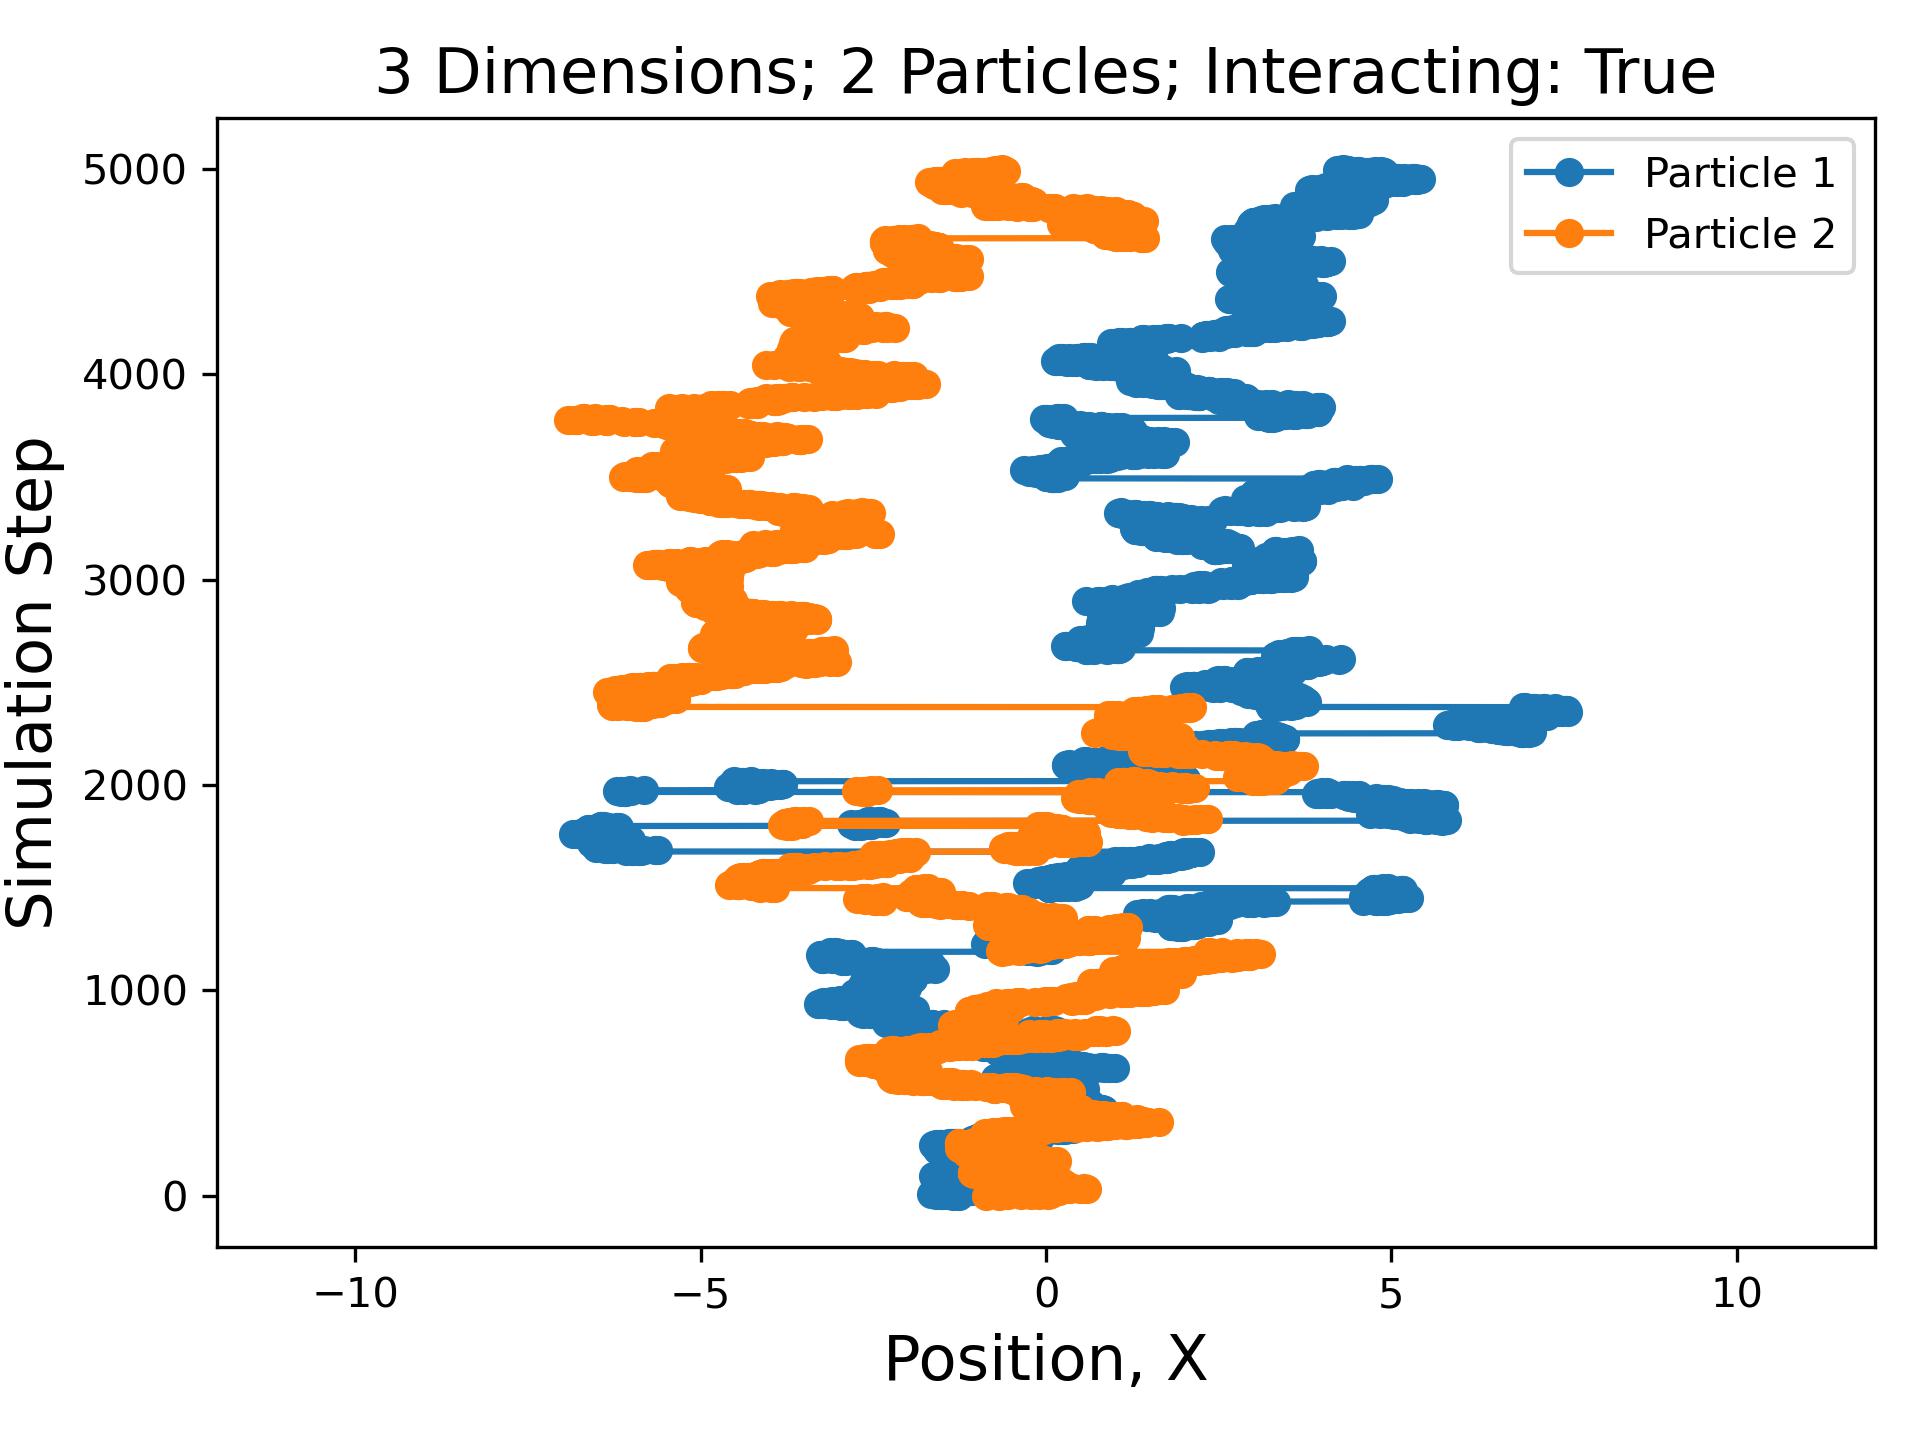 3 Dimensions; 2 Particles; Interacting: True
Particle 1
Particle 2
5000
4000
3000
2000
1000
0
Simulation Step
−10
−5
0
5
10
Position, X